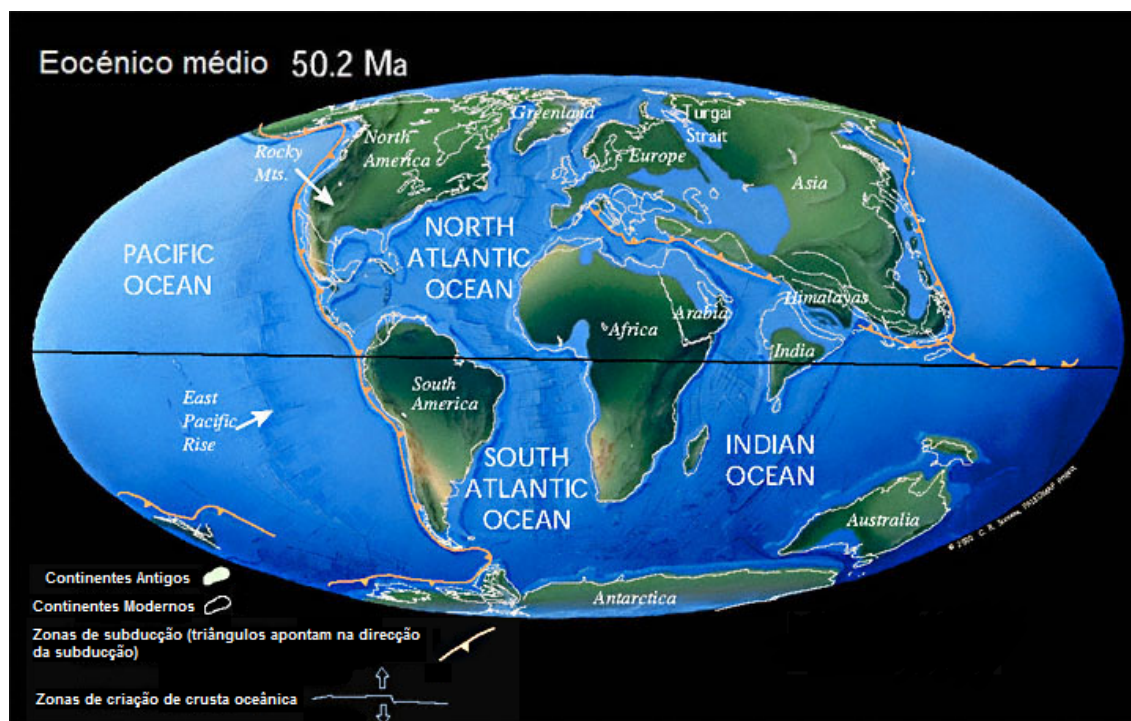 Eocénico médio 50.2 Ma
Greenland
Turgai
Strait
North
America
Rocky
Mts.
Europe
Asia
PACIFIC
OCEAN
NORTH
ATLANTIC
OCEAN
Himalayas
Arabia
Africa
India
South
America
East
Pacific
Rise
SOUTH
ATLANTIC
OCEAN
INDIAN
OCEAN
Australia
Antarctica
Continentes Antigos
Continentes Modernos
Zonas de subducção (triângulos apontam na direcção
da subducção)
Zonas de criação de crusta oceânica